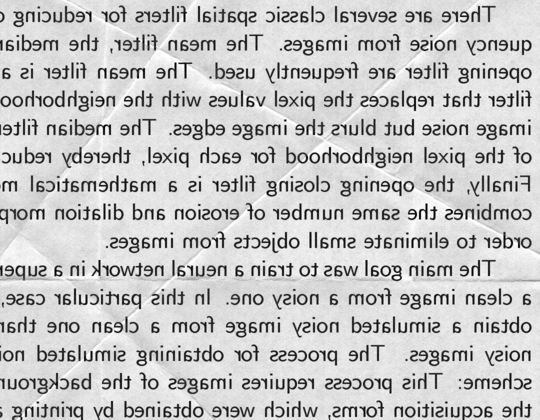 There are several classic spatial filters for reducing
quency noise from images. The mean filter, the median
opening filter are frequently used. The mean filter is a
filter that replaces the pixel values with the neighborhoo
image noise but blurs the image edges. The median filte
of the pixel neighborhood for each pixel, thereby reduc
Finally, the opening closing filter is a mathematical m
combines the same number of erosion and dilation morp
order to eliminate small objects from images.
The main goal was to train a neural network in a super
a clean image from a noisy one. In this particular case,
obtain a simulated noisy image from a clean one than
noisy images. The process for obtaining simulated noi
scheme: This process requires images of the backgroun
the acquisition forms, which were obtained by printing a